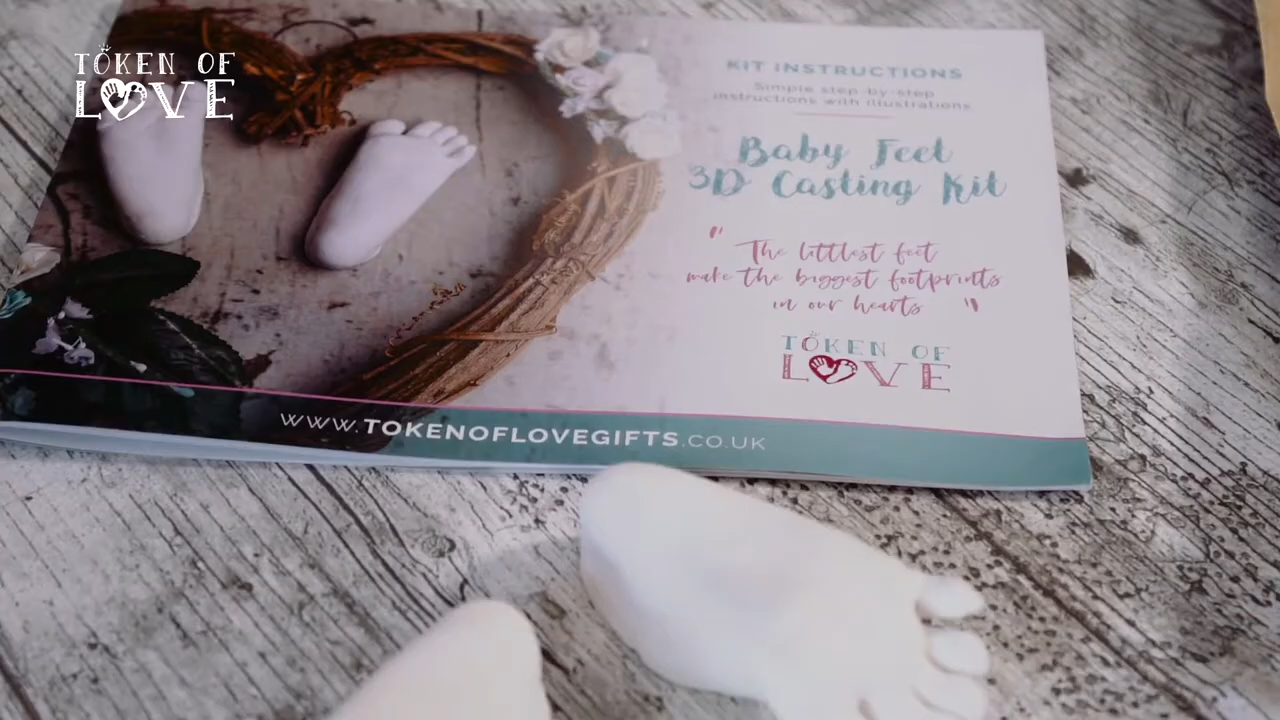 TOKEN OF
LOVE
KIT INSTRUCTIONS
Simple step-by-step
instructions with illustrations
Baby Feet
3D Casting Kit
"The littlest feet
make the biggest footprints
in our hearts"
TOKEN OF
LOVE
WWW.TOKENOFLOVEGIFTS.CO.UK